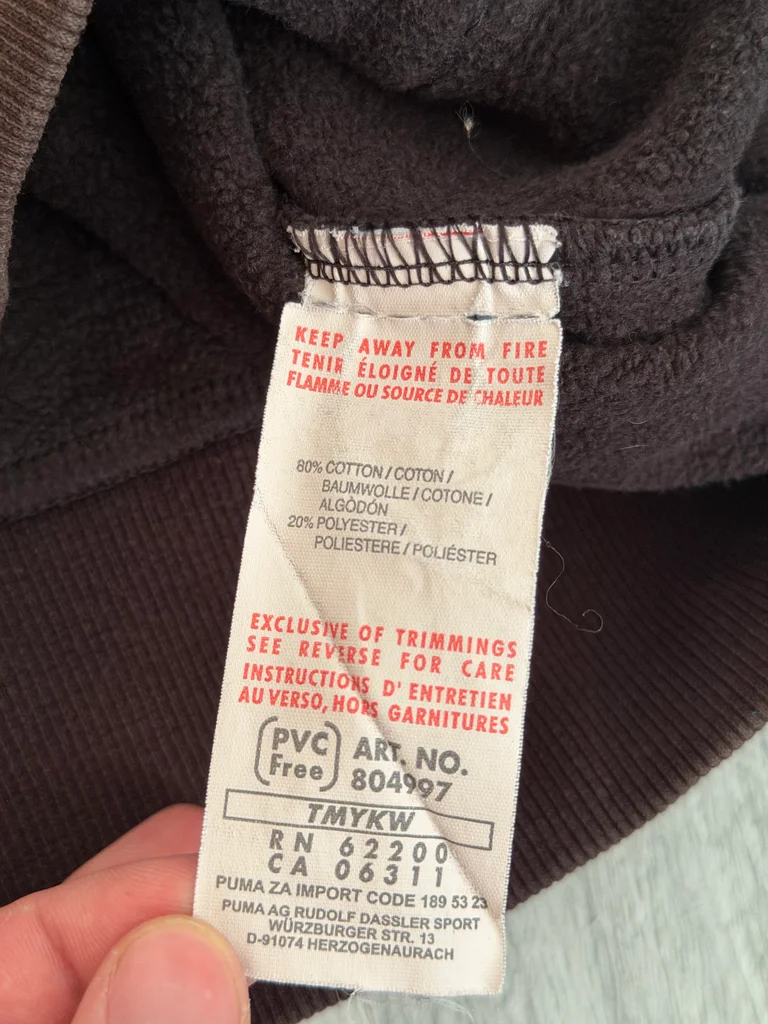 KEEP AWAY FROM FIRE
TENIR ÉLOIGNÉ DE TOUTE
FLAMME OU SOURCE DE CHALEUR
80% COTTON / COTON /
BAUMWOLLE / COTONE /
ALGÒDÓN
20% POLYESTER /
POLIESTERE / POLIÉSTER
EXCLUSIVE OF TRIMMINGS
SEE REVERSE FOR CARE
INSTRUCTIONS D' ENTRETIEN
AU VERSO, HORS GARNITURES
PVC Free
ART. NO.
804997
TMYKW
RN 62200
CA 06311
PUMA ZA IMPORT CODE 189 53 23
PUMA AG RUDOLF DASSLER SPORT
WÜRZBURGER STR. 13
D-91074 HERZOGENAURACH